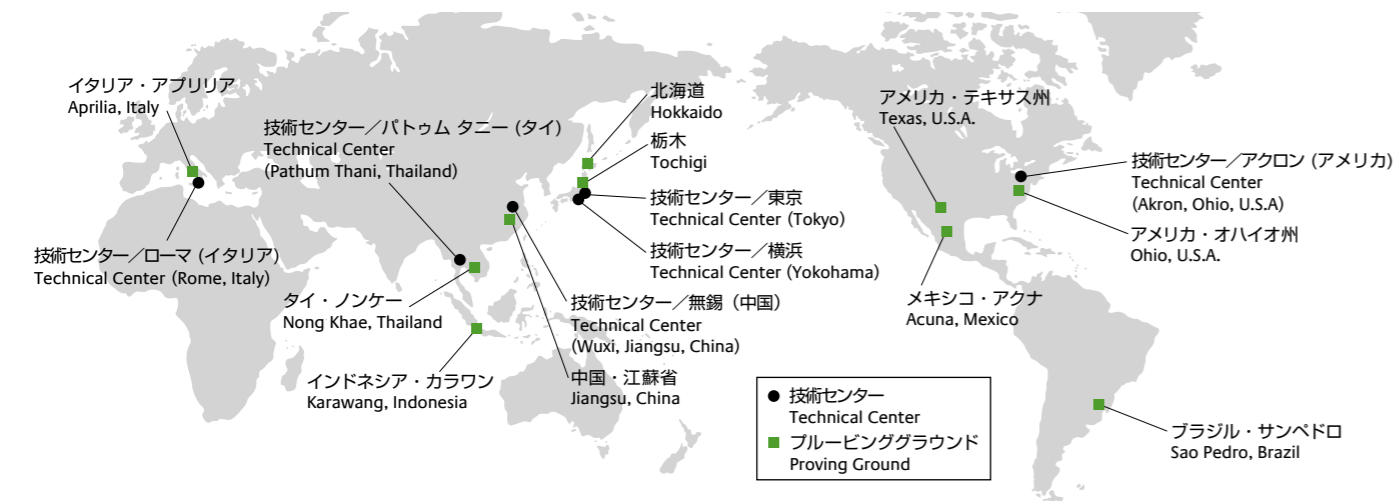 イタリア・アプリリア
Aprilia, Italy
技術センター／パトゥム タニー (タイ)
Technical Center
(Pathum Thani, Thailand)
北海道
Hokkaido
栃木
Tochigi
技術センター／東京
Technical Center (Tokyo)
技術センター／横浜
Technical Center (Yokohama)
技術センター／ローマ (イタリア)
Technical Center (Rome, Italy)
タイ・ノンケー
Nong Khae, Thailand
インドネシア・カラワン
Karawang, Indonesia
技術センター／無錫（中国）
Technical Center
(Wuxi, Jiangsu, China)
中国・江蘇省
Jiangsu, China
アメリカ・テキサス州
Texas, U.S.A.
技術センター／アクロン (アメリカ)
Technical Center
(Akron, Ohio, U.S.A)
アメリカ・オハイオ州
Ohio, U.S.A.
メキシコ・アクナ
Acuna, Mexico
ブラジル・サンペドロ
Sao Pedro, Brazil
技術センター
Technical Center
プルービンググラウンド
Proving Ground